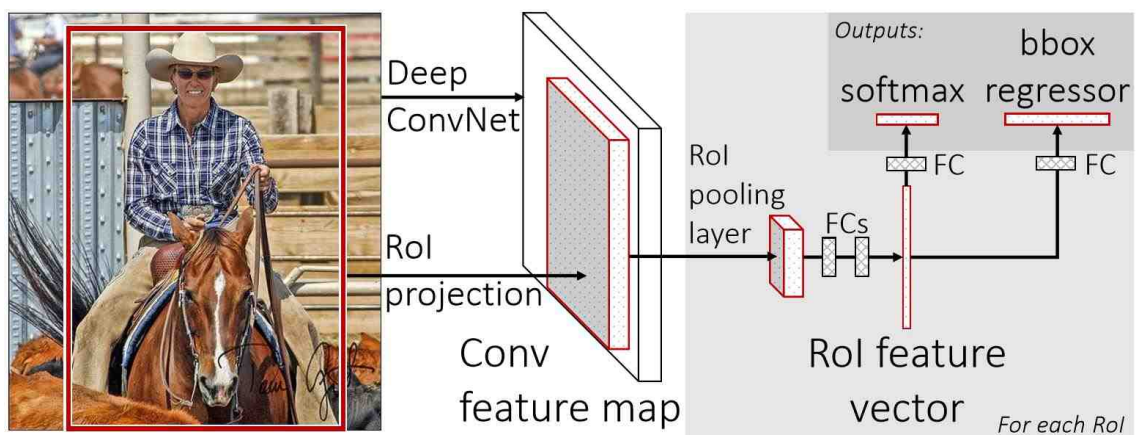 Deep
ConvNet
RoI
projection
Conv
feature map
RoI
pooling
layer
FCs
Outputs:
softmax
bbox
regressor
FC
FC
RoI feature
vector
For each RoI